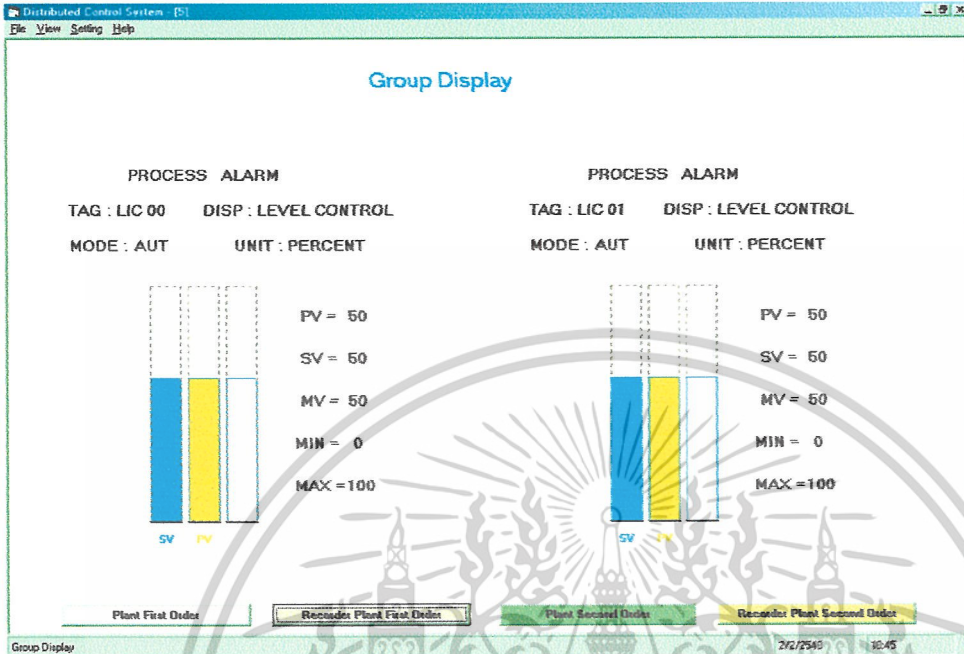 Distributed Control System - [5]
File View Setting Help
Group Display
PROCESS ALARM
TAG : LIC 00 DISP : LEVEL CONTROL
MODE : AUT UNIT : PERCENT
PV = 50
SV = 50
MV = 50
MIN = 0
MAX =100
SV PV
PROCESS ALARM
TAG : LIC 01 DISP : LEVEL CONTROL
MODE : AUT UNIT : PERCENT
PV = 50
SV = 50
MV = 50
MIN = 0
MAX =100
SV PV
Plant First Order Recorder Plant First Order Plant Second Order Recorder Plant Second Order
Group Display 2/2/2549 18:45